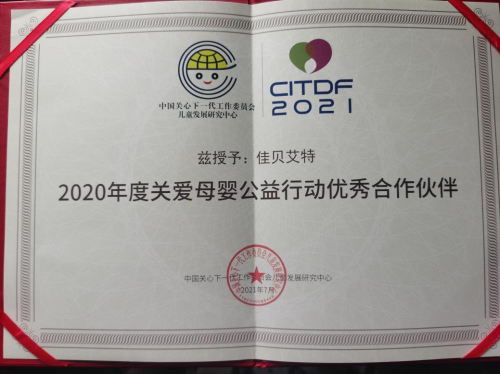 中国关心下一代工作委员会
儿童发展研究中心
CITDF
2021
兹授予：佳贝艾特
2020年度关爱母婴公益行动优秀合作伙伴
中国关心下一代工作委员会儿童发展研究中心
2021年7月